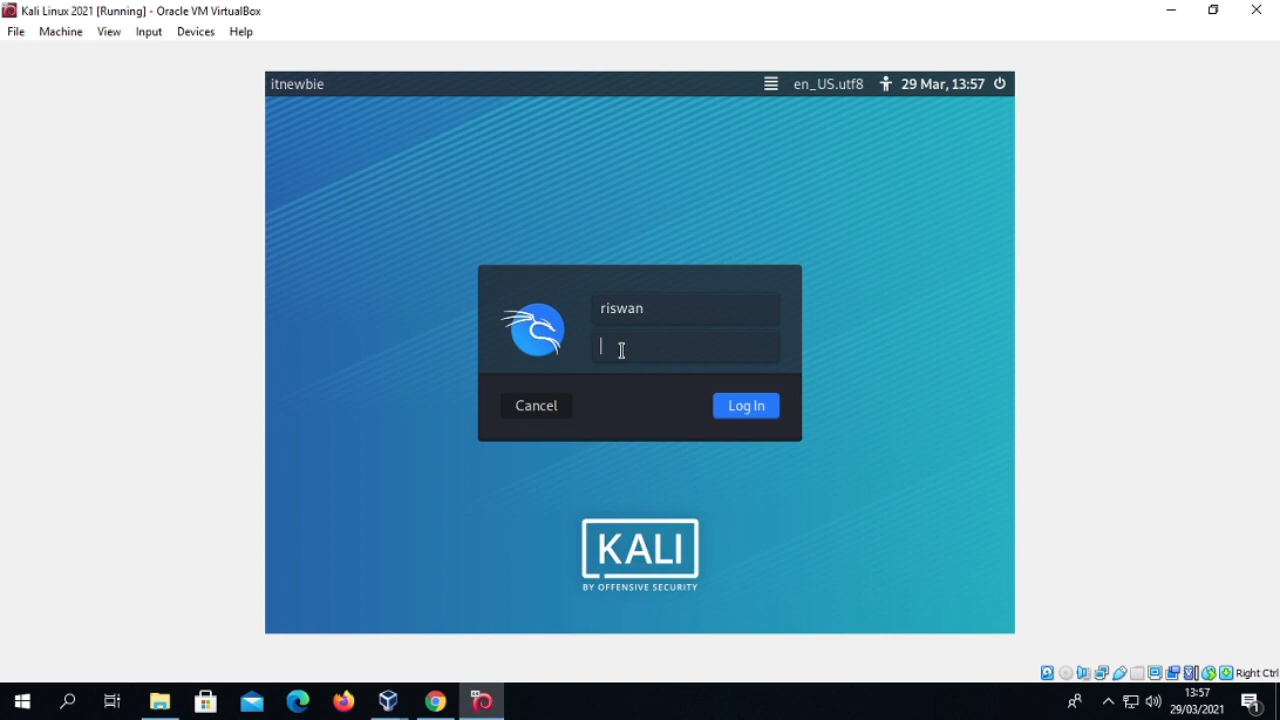 Kali Linux 2021 [Running] - Oracle VM VirtualBox
File Machine View Input Devices Help
itnewbie en_US.utf8 29 Mar, 13:57
riswan
Cancel Log In
KALI
BY OFFENSIVE SECURITY
Right Ctrl
13:57
29/03/2021
1